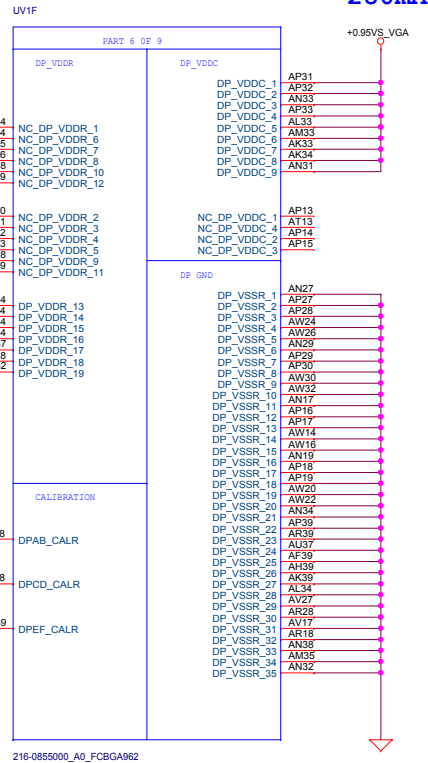 UV1F
+0.95VS_VGA
PART 6 OF 9
DP_VDDR
DP_VDDC
NC_DP_VDDR_1
NC_DP_VDDR_6
NC_DP_VDDR_7
NC_DP_VDDR_8
NC_DP_VDDR_10
NC_DP_VDDR_12
NC_DP_VDDR_2
NC_DP_VDDR_3
NC_DP_VDDR_4
NC_DP_VDDR_5
NC_DP_VDDR_9
NC_DP_VDDR_11
DP_VDDR_13
DP_VDDR_14
DP_VDDR_15
DP_VDDR_16
DP_VDDR_17
DP_VDDR_18
DP_VDDR_19
CALIBRATION
DPAB_CALR
DPCD_CALR
DPEF_CALR
DP_VDDC_1 AP31
DP_VDDC_2 AP32
DP_VDDC_3 AN33
DP_VDDC_4 AP33
DP_VDDC_5 AL33
DP_VDDC_6 AM33
DP_VDDC_7 AK33
DP_VDDC_8 AK34
DP_VDDC_9 AN31
NC_DP_VDDC_1 AP13
NC_DP_VDDC_4 AT13
NC_DP_VDDC_2 AP14
NC_DP_VDDC_3 AP15
DP GND
DP_VSSR_1 AN27
DP_VSSR_2 AP27
DP_VSSR_3 AP28
DP_VSSR_4 AW24
DP_VSSR_5 AW26
DP_VSSR_6 AN29
DP_VSSR_7 AP29
DP_VSSR_8 AP30
DP_VSSR_9 AW30
DP_VSSR_10 AW32
DP_VSSR_11 AN17
DP_VSSR_12 AP16
DP_VSSR_13 AP17
DP_VSSR_14 AW14
DP_VSSR_15 AW16
DP_VSSR_16 AN19
DP_VSSR_17 AP18
DP_VSSR_18 AP19
DP_VSSR_19 AW20
DP_VSSR_20 AW22
DP_VSSR_21 AN34
DP_VSSR_22 AP39
DP_VSSR_23 AR39
DP_VSSR_24 AU37
DP_VSSR_25 AF39
DP_VSSR_26 AH39
DP_VSSR_27 AK39
DP_VSSR_28 AL34
DP_VSSR_29 AV27
DP_VSSR_30 AR28
DP_VSSR_31 AV17
DP_VSSR_32 AR18
DP_VSSR_33 AN38
DP_VSSR_34 AM35
DP_VSSR_35 AN32
216-0855000_A0_FCBGA962